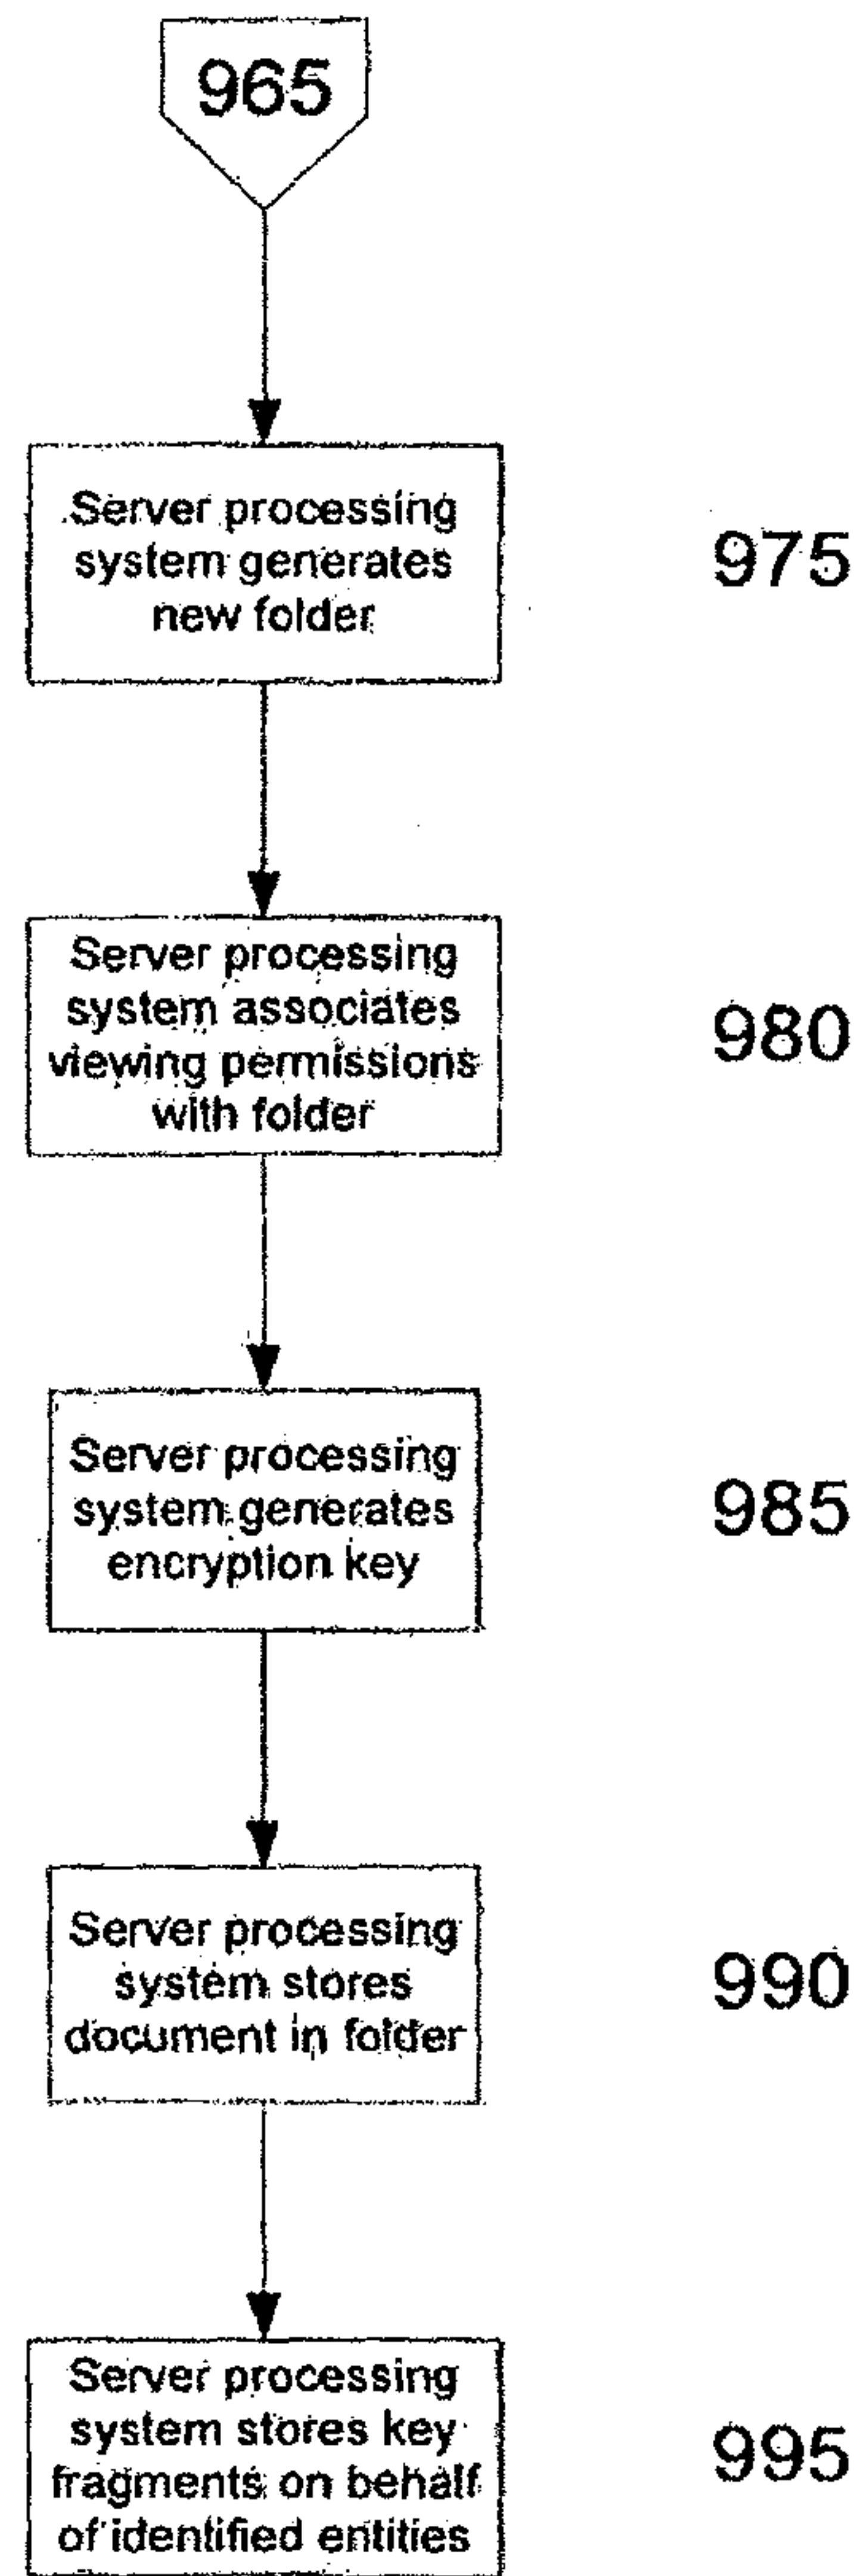 965
Server processing
system generates
new folder
975
Server processing
system associates
viewing permissions
with folder
980
Server processing
system generates
encryption key
985
Server processing
system stores
document in folder
990
Server processing
system stores key
fragments on behalf
of identified entities
995